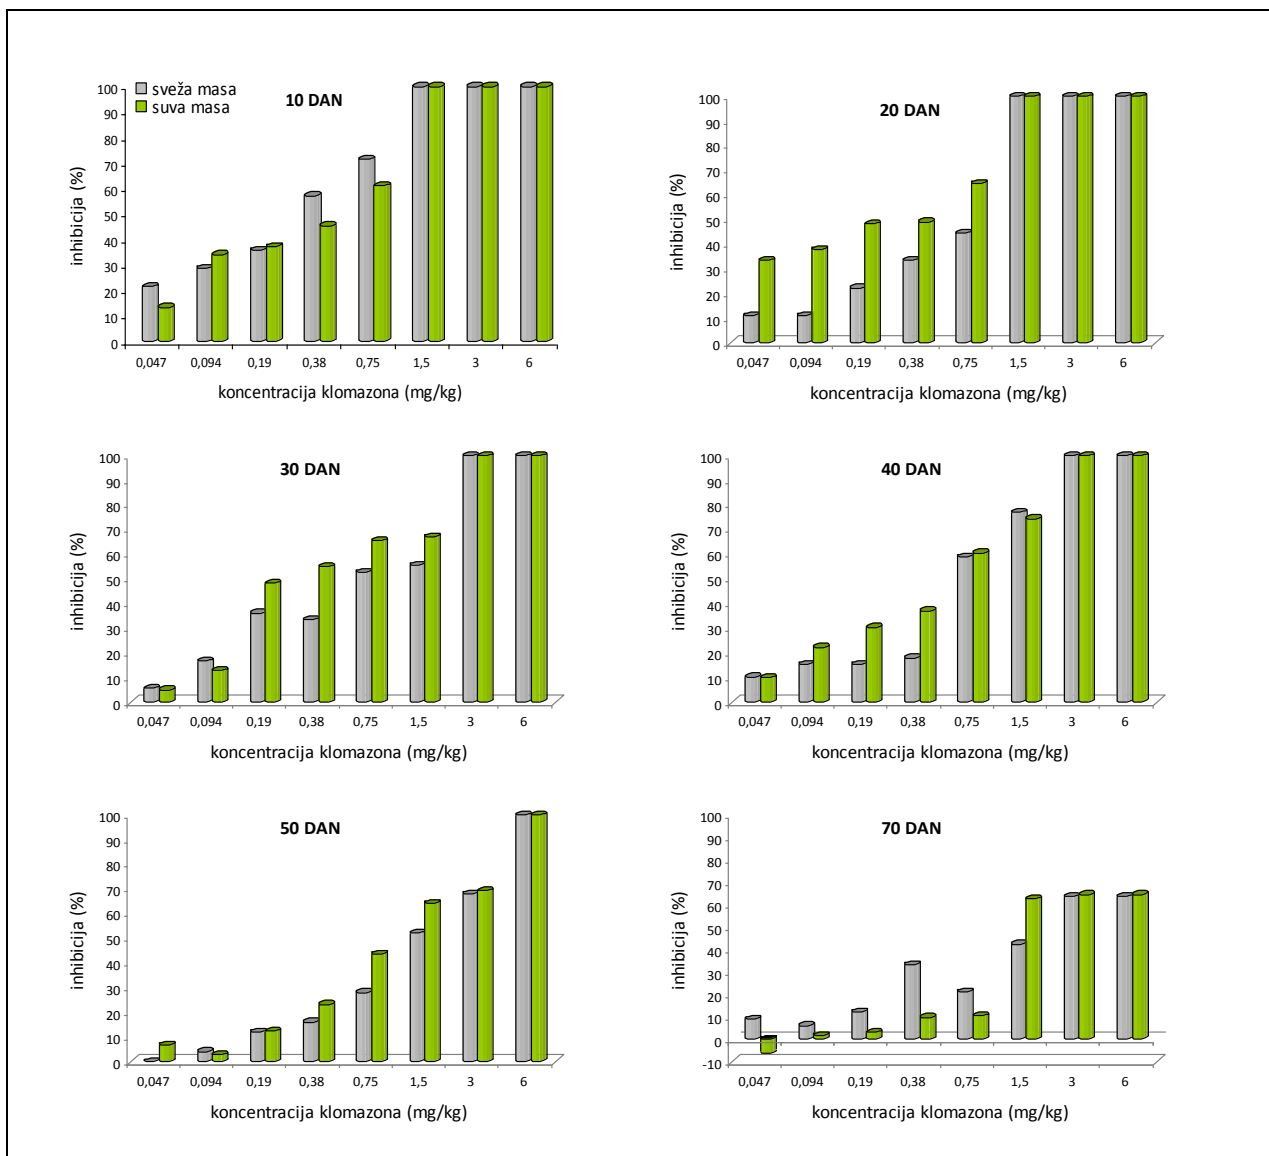 sveža masa
suva masa
10 DAN
inhibicija (%)
100
90
80
70
60
50
40
30
20
10
0
0,047 0,094 0,19 0,38 0,75 1,5 3 6
koncentracija klomazona (mg/kg)
20 DAN
inhibicija (%)
100
90
80
70
60
50
40
30
20
10
0
0,047 0,094 0,19 0,38 0,75 1,5 3 6
koncentracija klomazona (mg/kg)
30 DAN
inhibicija (%)
100
90
80
70
60
50
40
30
20
10
0
0,047 0,094 0,19 0,38 0,75 1,5 3 6
koncentracija klomazona (mg/kg)
40 DAN
inhibicija (%)
100
90
80
70
60
50
40
30
20
10
0
0,047 0,094 0,19 0,38 0,75 1,5 3 6
koncentracija klomazona (mg/kg)
50 DAN
inhibicija (%)
100
90
80
70
60
50
40
30
20
10
0
0,047 0,094 0,19 0,38 0,75 1,5 3 6
koncentracija klomazona (mg/kg)
70 DAN
inhibicija (%)
100
90
80
70
60
50
40
30
20
10
0
-10
0,047 0,094 0,19 0,38 0,75 1,5 3 6
koncentracija klomazona (mg/kg)